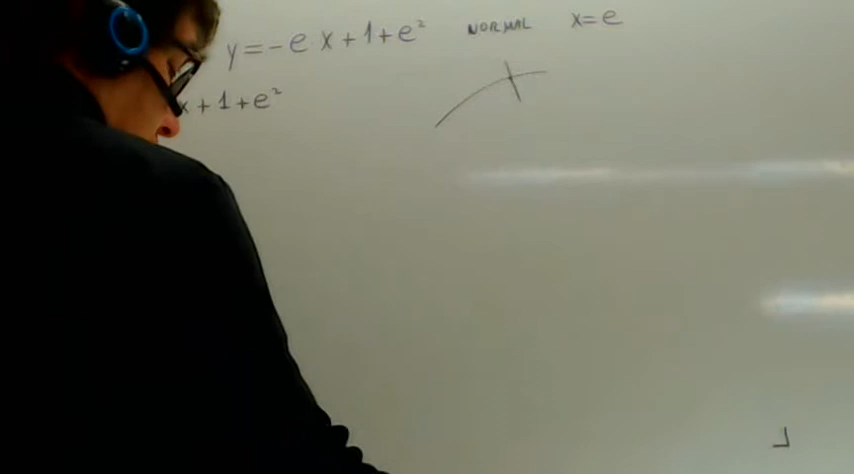 y = - e x + 1 + e² NORMAL x = e
x + 1 + e²